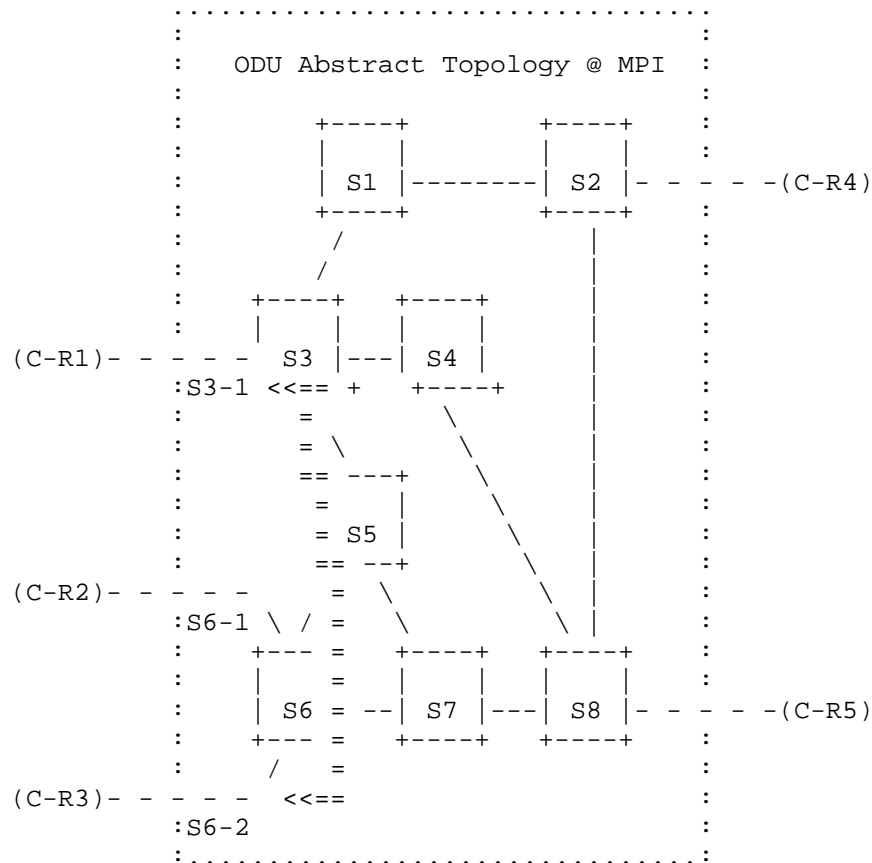 ODU Abstract Topology @ MPI
S1 S2 (C-R4)
(C-R1) S3 S4
S3-1
S5
(C-R2)
S6-1
S6 S7 S8 (C-R5)
(C-R3)
S6-2